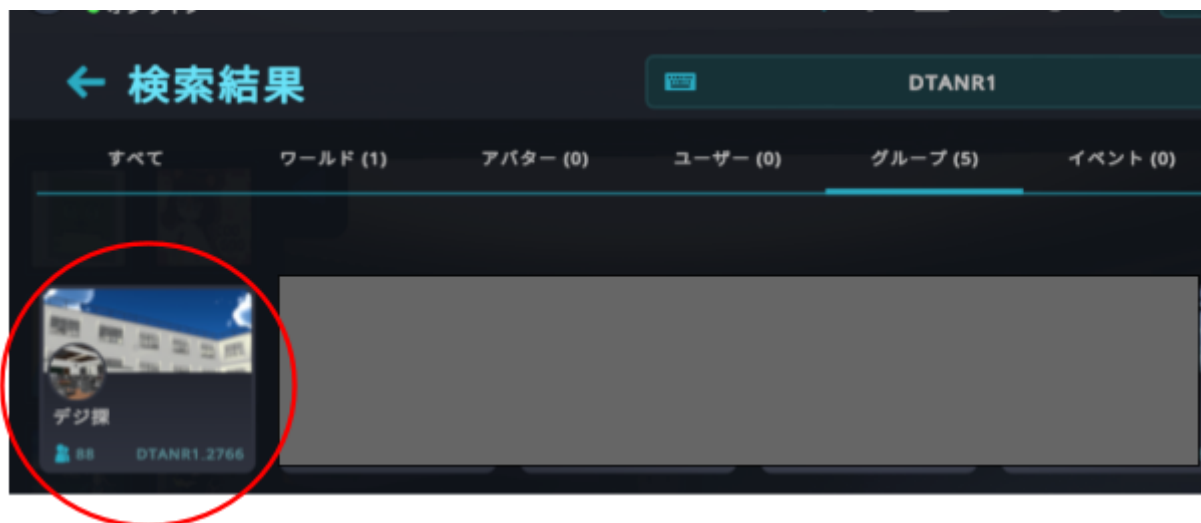 検索結果
DTANR1
すべて
ワールド (1)
アバター (0)
ユーザー (0)
グループ (5)
イベント (0)
デジ探
88
DTANR1.2766